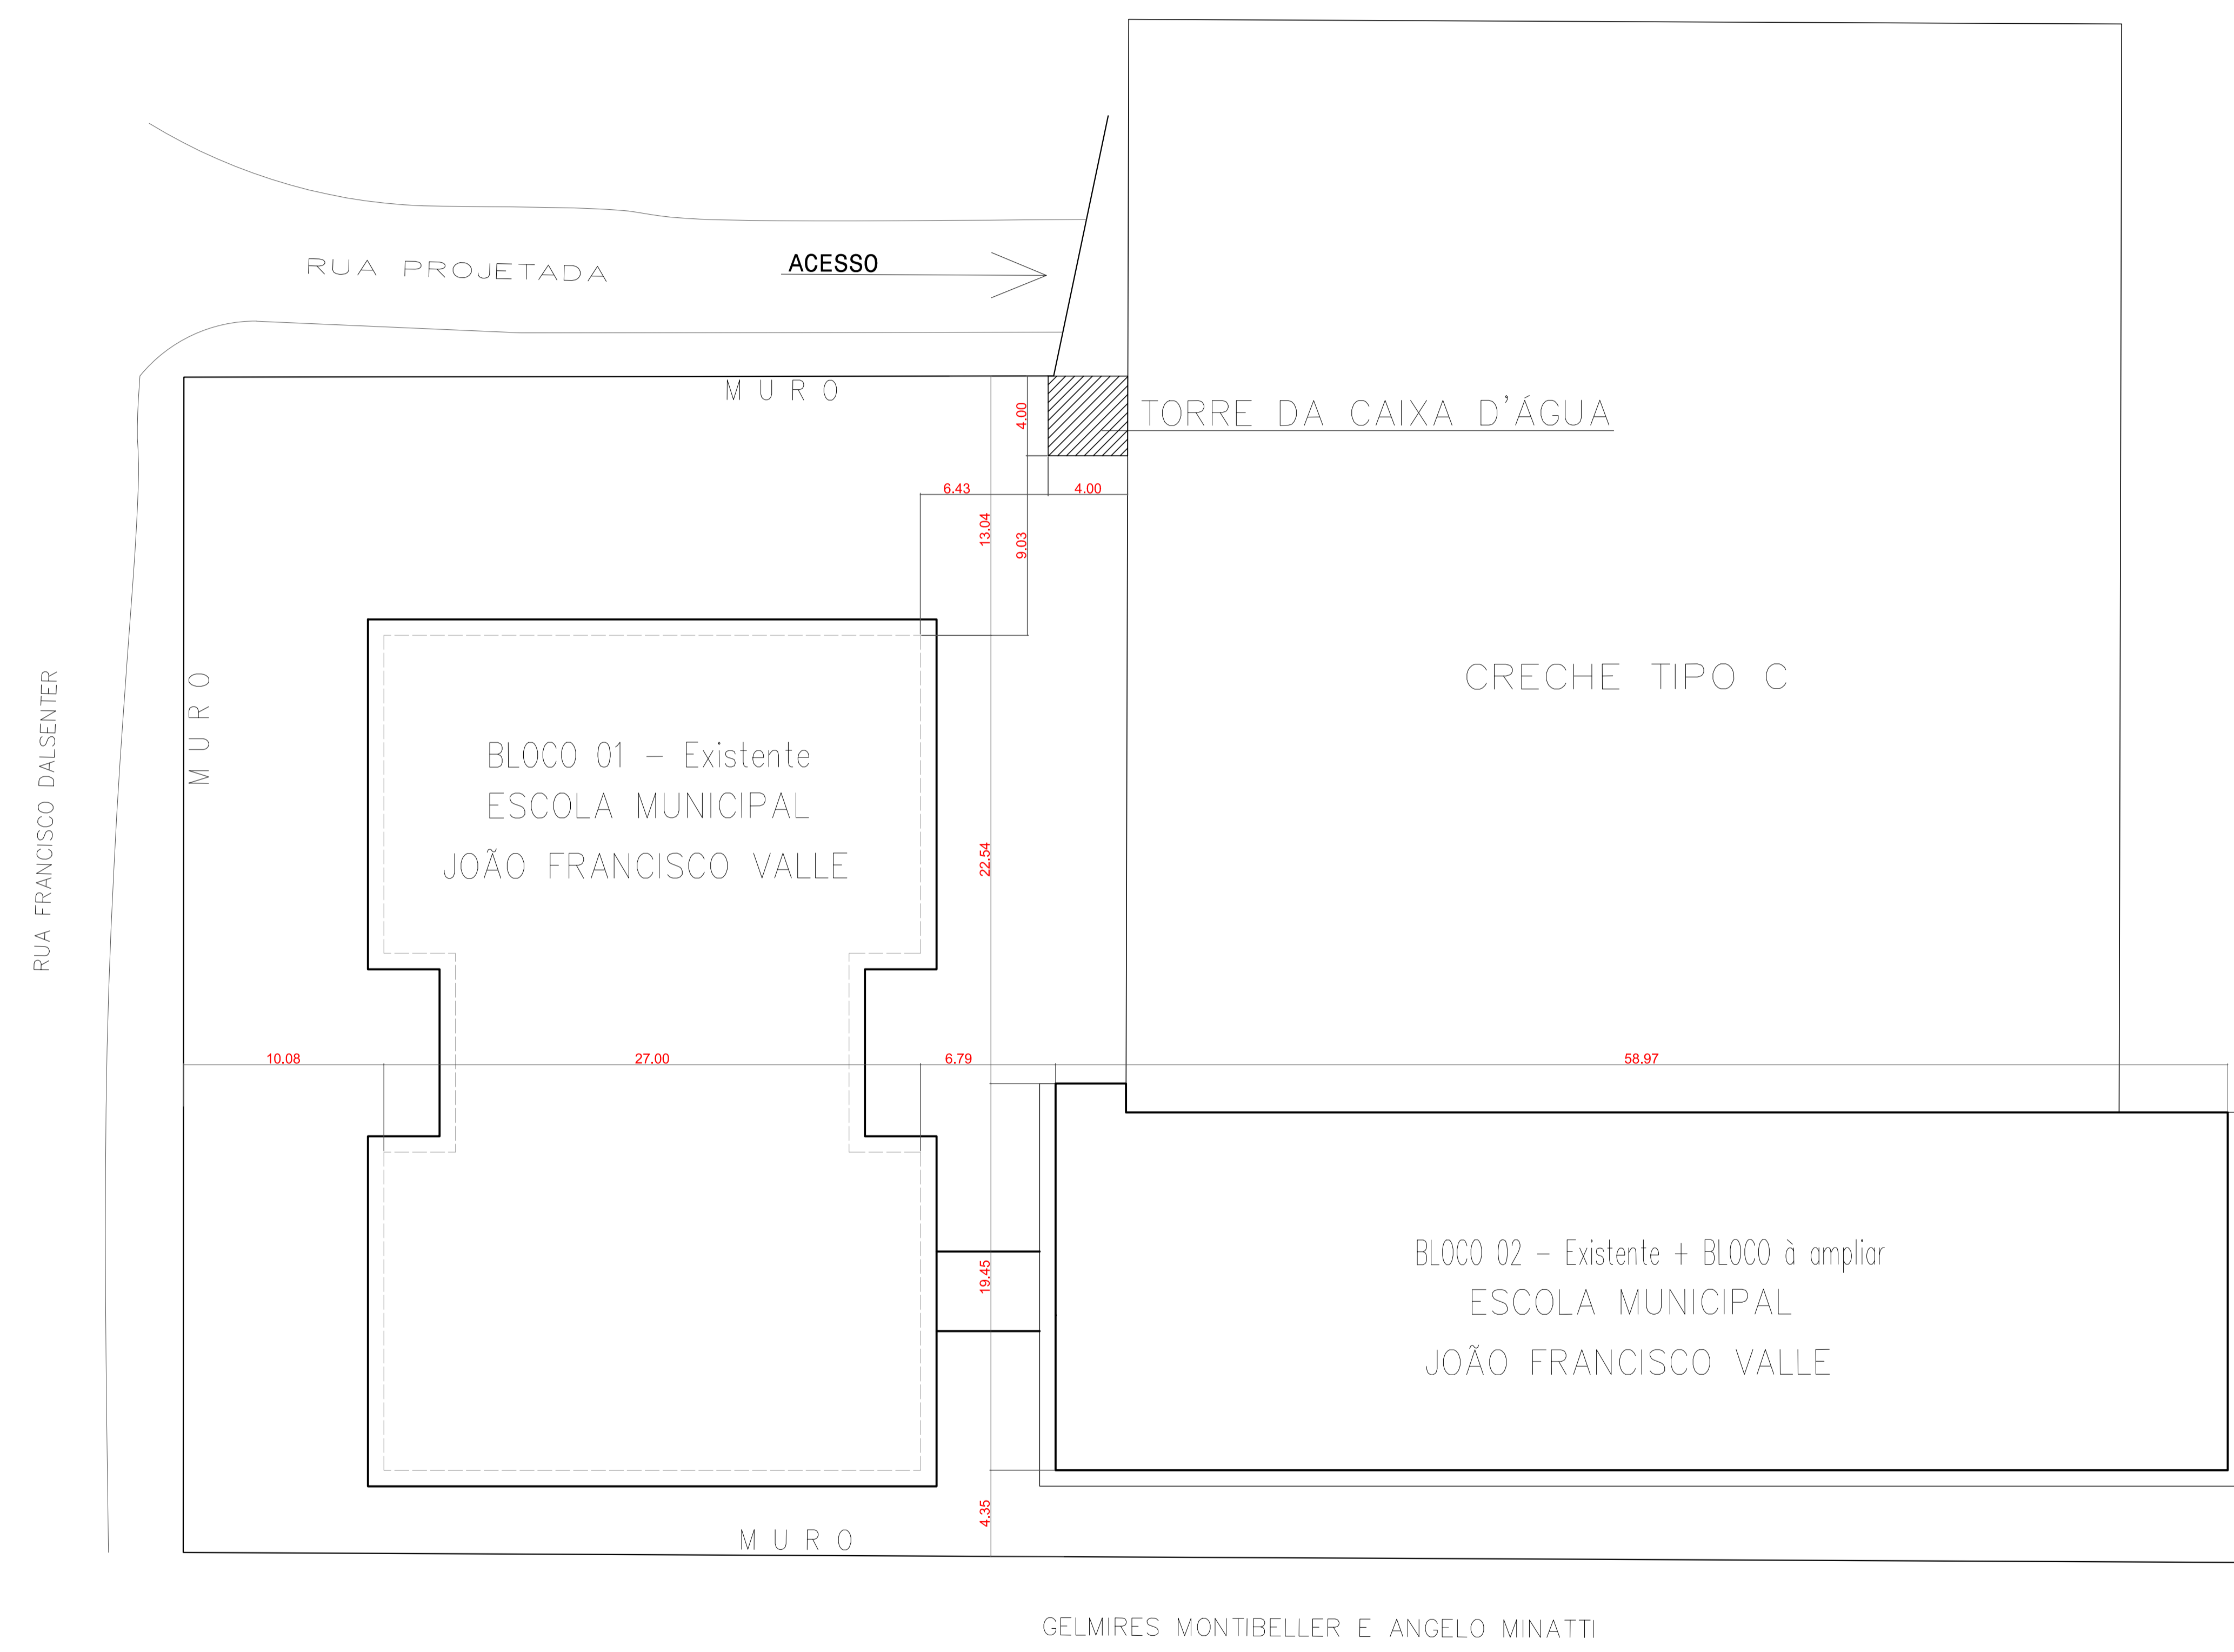 RUA PROJETADA
ACESSO
MURO
4.00
TORRE DA CAIXA D'ÁGUA
6.43
4.00
13.04
9.03
RUA FRANCISCO DALSENTER
MURO
CRECHE TIPO C
BLOCO 01 - Existente
ESCOLA MUNICIPAL
JOÃO FRANCISCO VALLE
22.54
10.08
27.00
6.79
58.97
BLOCO 02 - Existente + BLOCO à ampliar
ESCOLA MUNICIPAL
JOÃO FRANCISCO VALLE
19.45
4.35
MURO
GELMIRES MONTIBELLER E ANGELO MINATTI